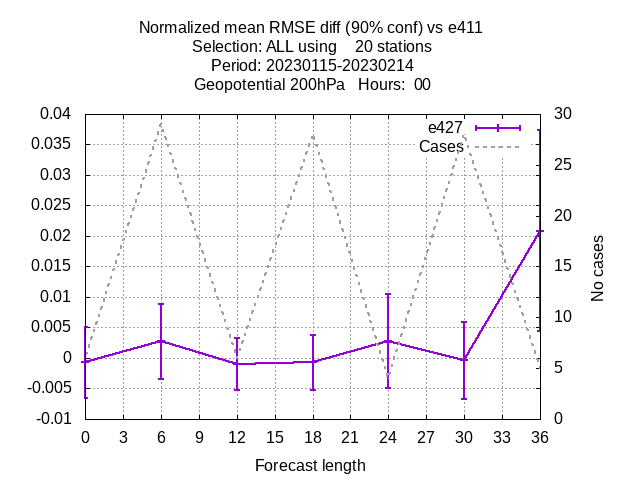 Normalized mean RMSE diff (90% conf) vs e411
Selection: ALL using    20 stations
Period: 20230115-20230214
Geopotential 200hPa   Hours:  00
0.04
0.035
0.03
0.025
0.02
0.015
0.01
0.005
0
-0.005
-0.01
30
25
20
15
10
5
0
e427
Cases
No cases
0 3 6 9 12 15 18 21 24 27 30 33 36
Forecast length